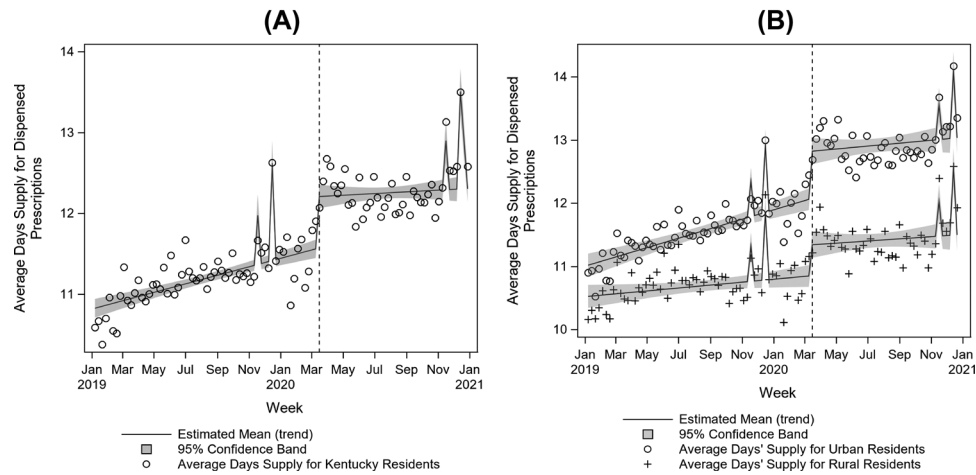 (A)
Average Days Supply for Dispensed
Prescriptions
14
13
12
11
Jan Mar May Jul Sep Nov Jan Mar May Jul Sep Nov Jan
2019 2020 2021
Week
Estimated Mean (trend)
95% Confidence Band
Average Days Supply for Kentucky Residents
(B)
Average Days Supply for Dispensed
Prescriptions
14
13
12
11
10
Jan Mar May Jul Sep Nov Jan Mar May Jul Sep Nov Jan
2019 2020 2021
Week
Estimated Mean (trend)
95% Confidence Band
Average Days' Supply for Urban Residents
Average Days' Supply for Rural Residents